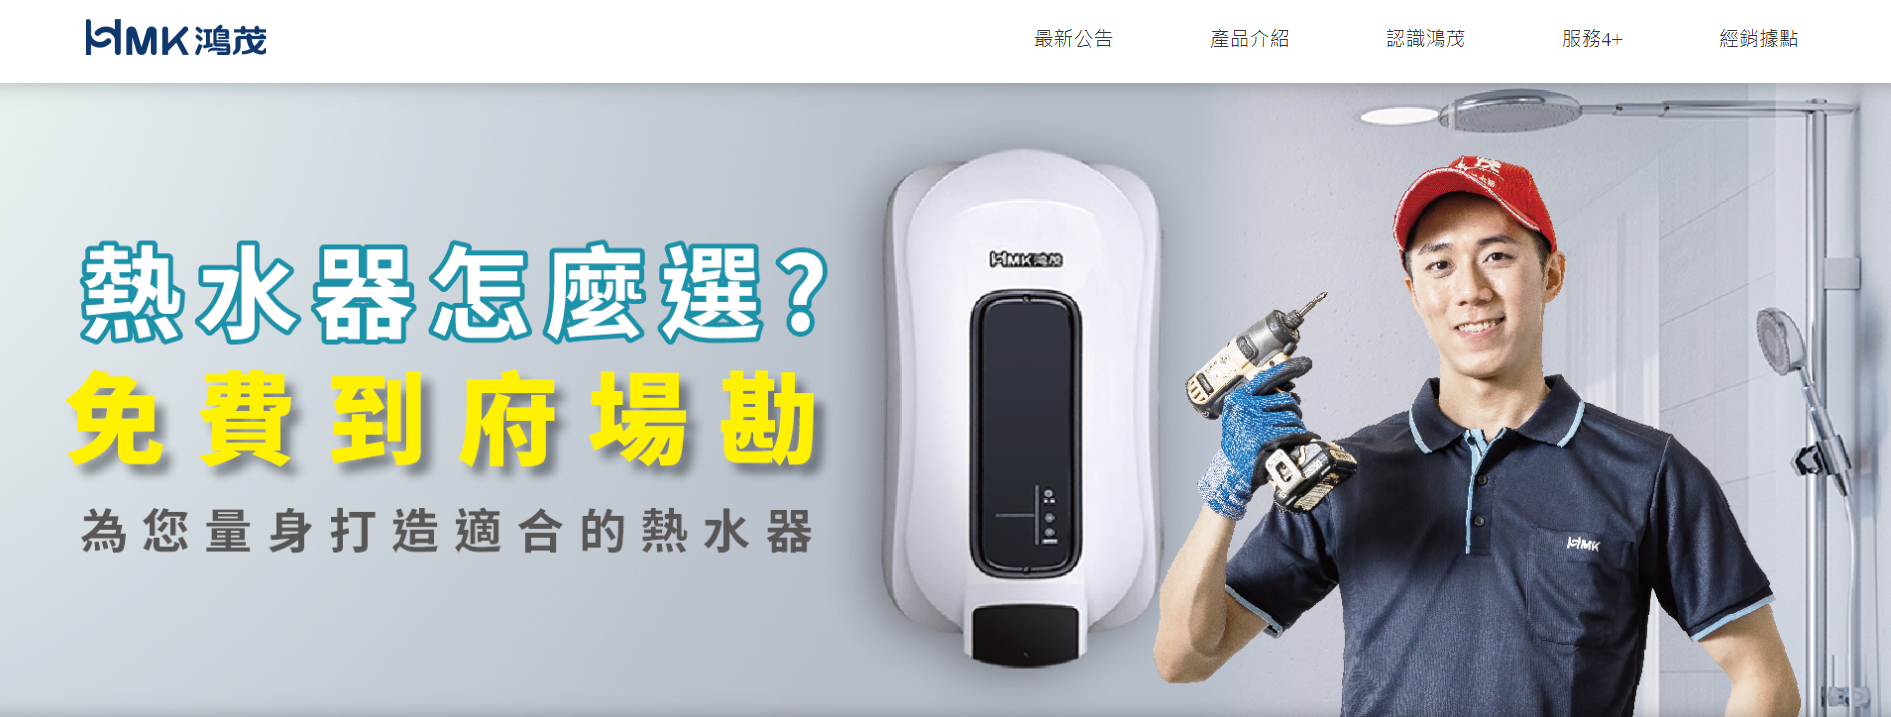 HMK鴻茂
最新公告
產品介紹
認識鴻茂
服務4+
經銷據點
熱水器怎麼選?
免費到府場勘
為您量身打造適合的熱水器
HMK鴻茂
茂
HMK